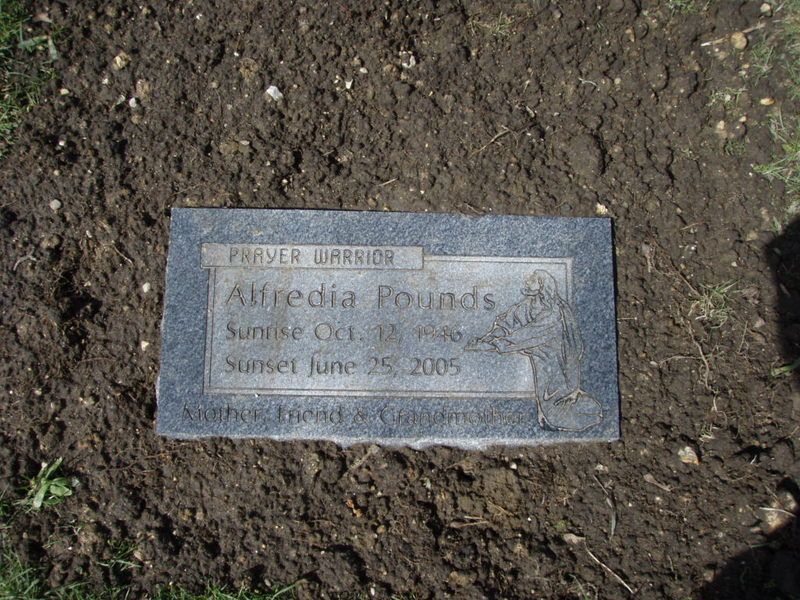 PRAYER WARRIOR
Alfredia Pounds
Sunrise Oct. 12, 1946
Sunset June 25, 2005
Mother, Friend & Grandmother